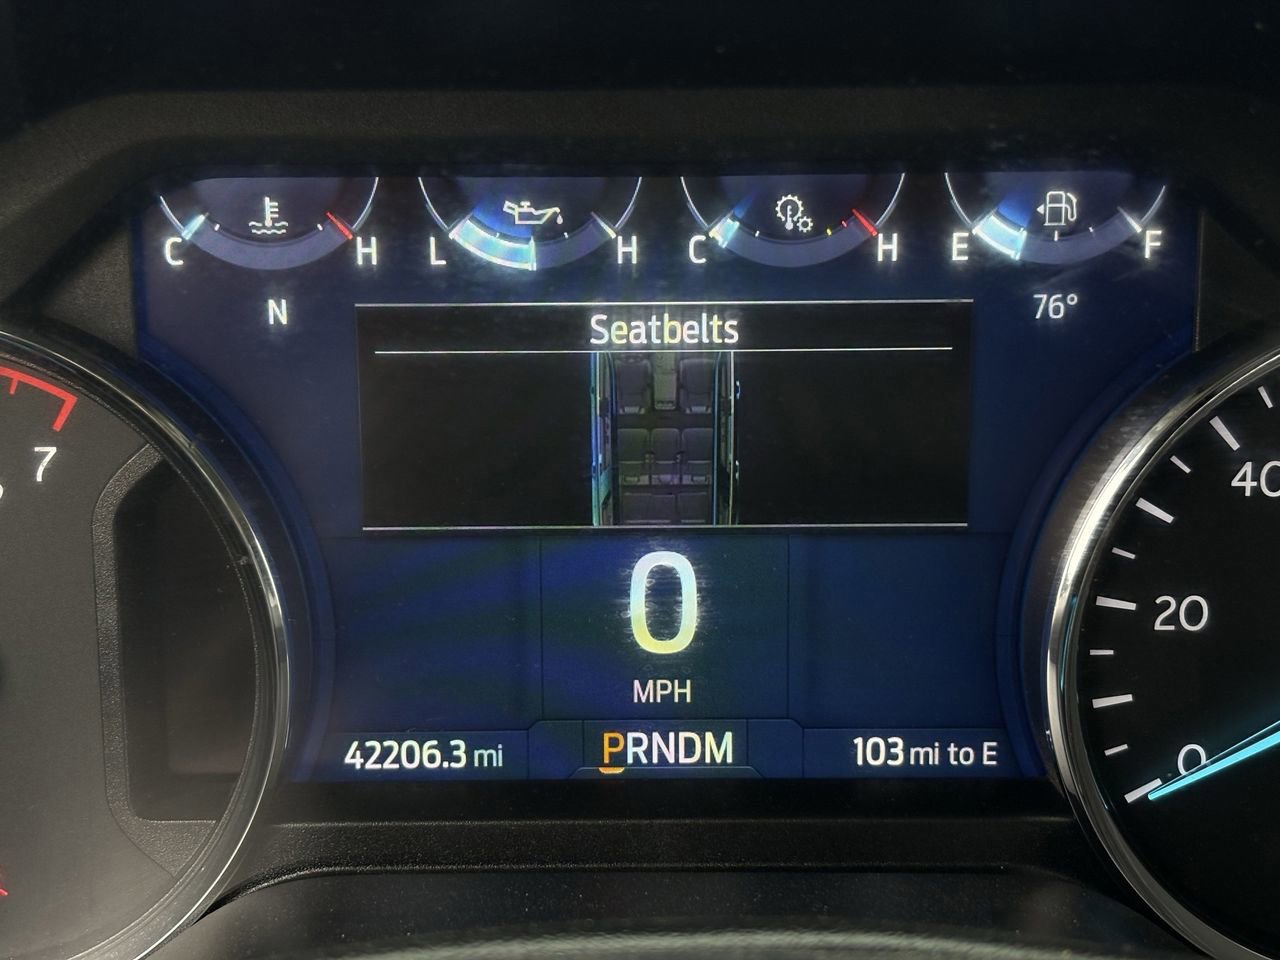 C H L H C H E F
N
76°
Seatbelts
7
40
0
20
MPH
42206.3 mi
PRNDM
103 mi to E
0